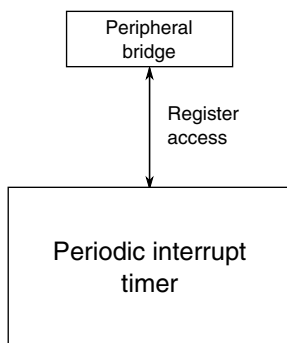 Peripheral
bridge
Register
access
Periodic interrupt
timer